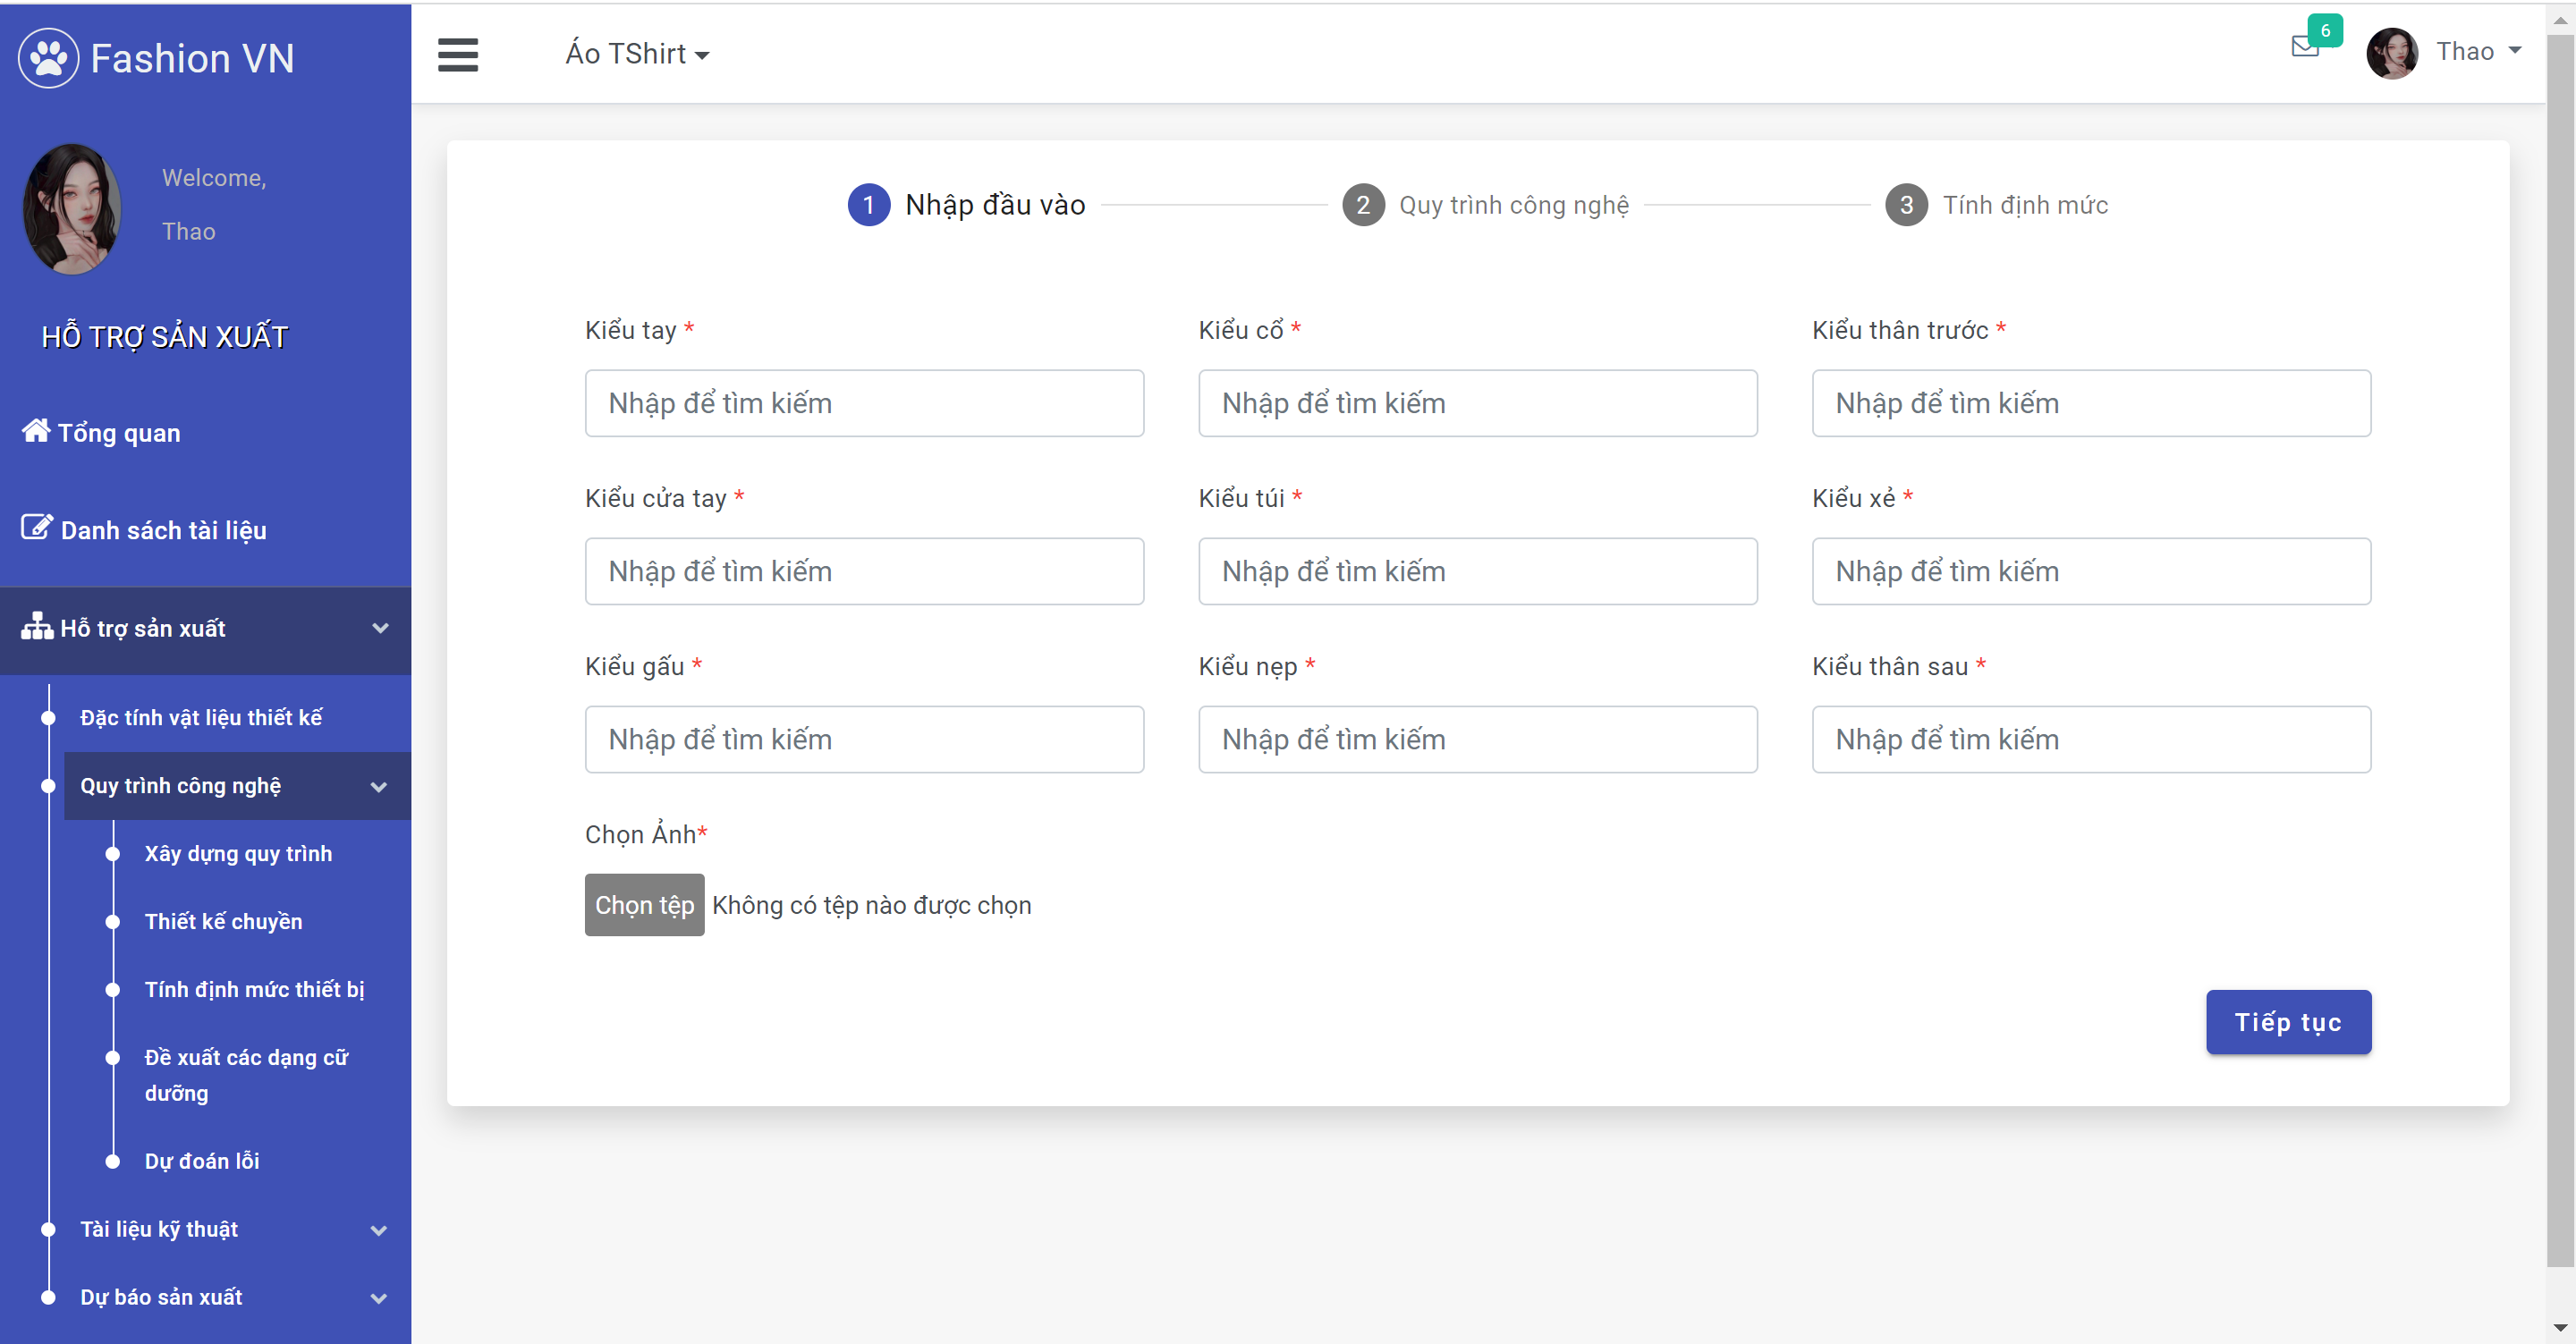 Fashion VN
Welcome,
Thao
HỖ TRỢ SẢN XUẤT
Tổng quan
Danh sách tài liệu
Hỗ trợ sản xuất
Đặc tính vật liệu thiết kế
Quy trình công nghệ
Xây dựng quy trình
Thiết kế chuyền
Tính định mức thiết bị
Đề xuất các dạng cữ
dưỡng
Dự đoán lỗi
Tài liệu kỹ thuật
Dự báo sản xuất
Áo TShirt
6
Thao
1 Nhập đầu vào
2 Quy trình công nghệ
3 Tính định mức
Kiểu tay * Kiểu cổ * Kiểu thân trước *
Nhập để tìm kiếm Nhập để tìm kiếm Nhập để tìm kiếm
Kiểu cửa tay * Kiểu túi * Kiểu xẻ *
Nhập để tìm kiếm Nhập để tìm kiếm Nhập để tìm kiếm
Kiểu gấu * Kiểu nẹp * Kiểu thân sau *
Nhập để tìm kiếm Nhập để tìm kiếm Nhập để tìm kiếm
Chọn Ảnh*
Chọn tệp Không có tệp nào được chọn
Tiếp tục